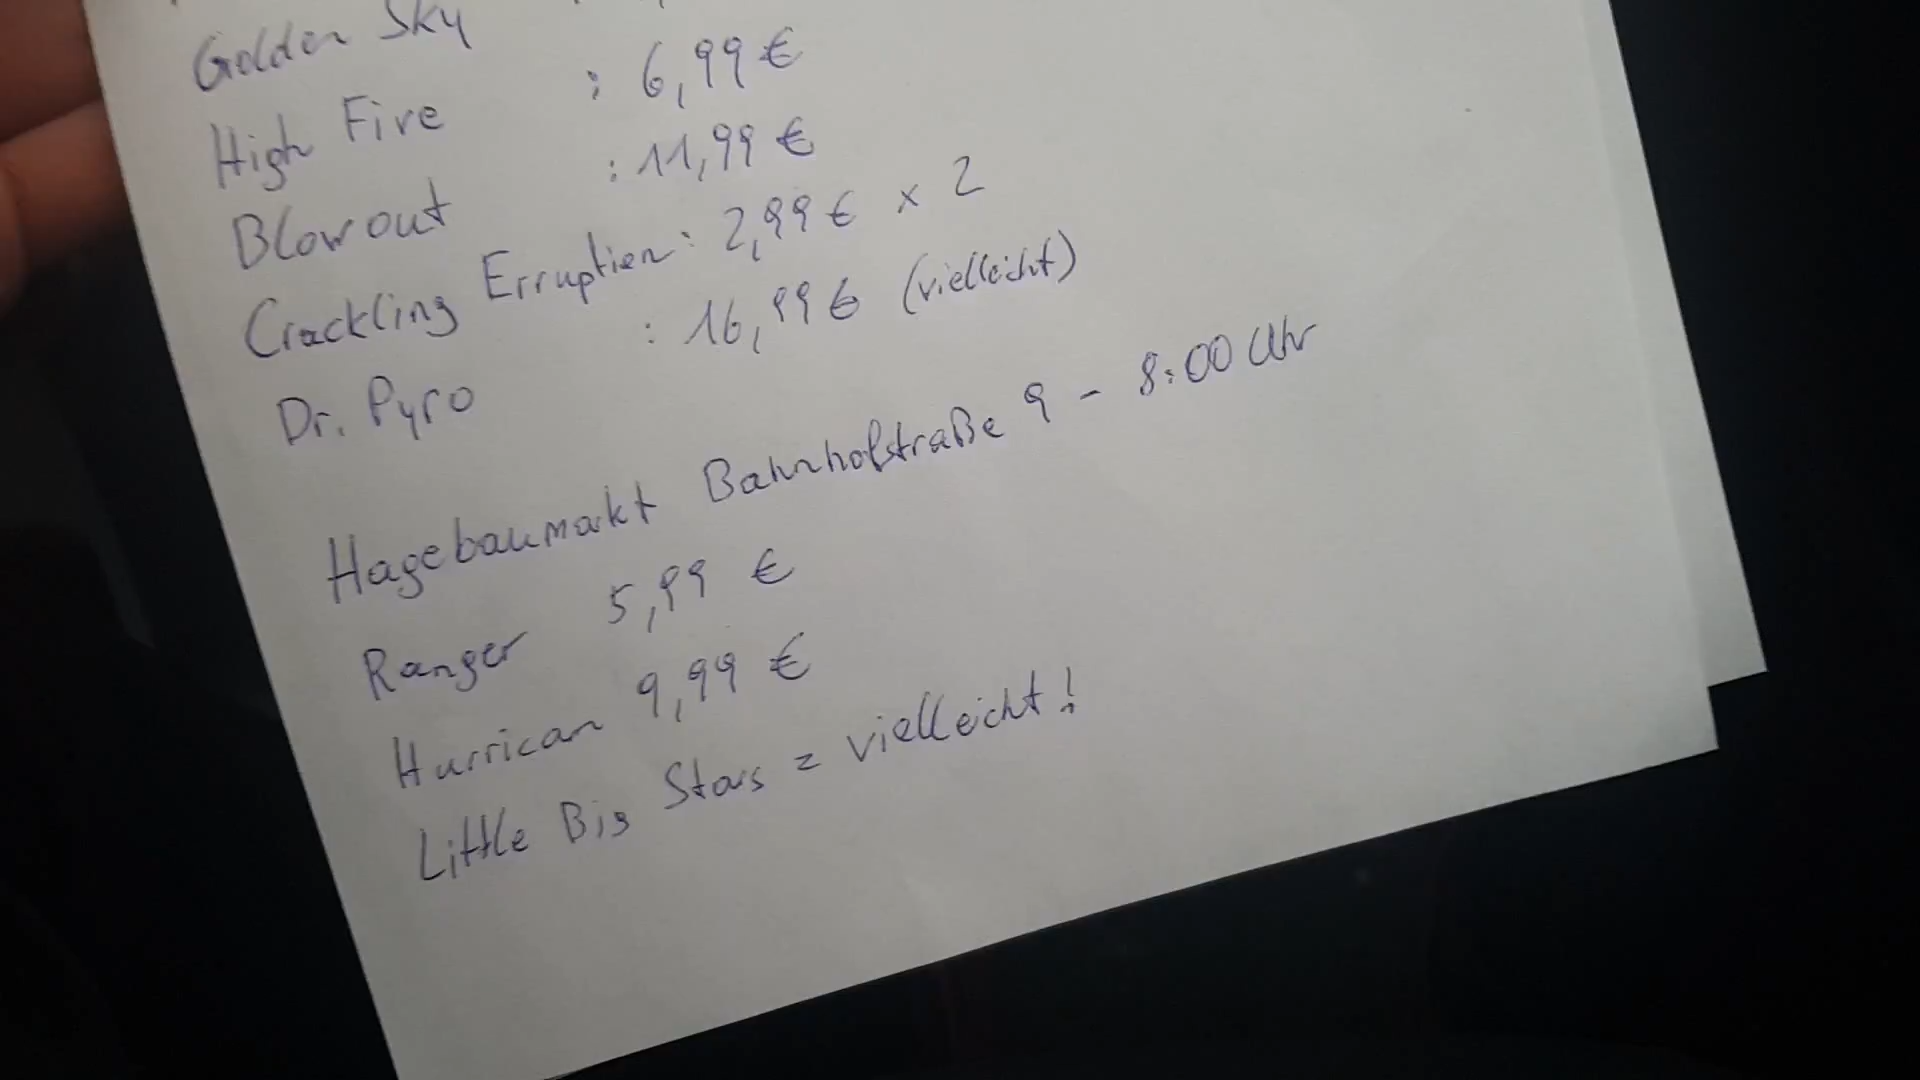 Golden Sky
High Five : 6,99 €
Blowout : 11,99 €
Crackling Erruption : 2,99 € x 2
Dr. Pyro : 16,99 € (vielleicht)
Hagebaumarkt Bahnhofstraße 9 - 8:00 Uhr
Ranger 5,99 €
Hurrican 9,99 €
Little Big Stars = vielleicht!